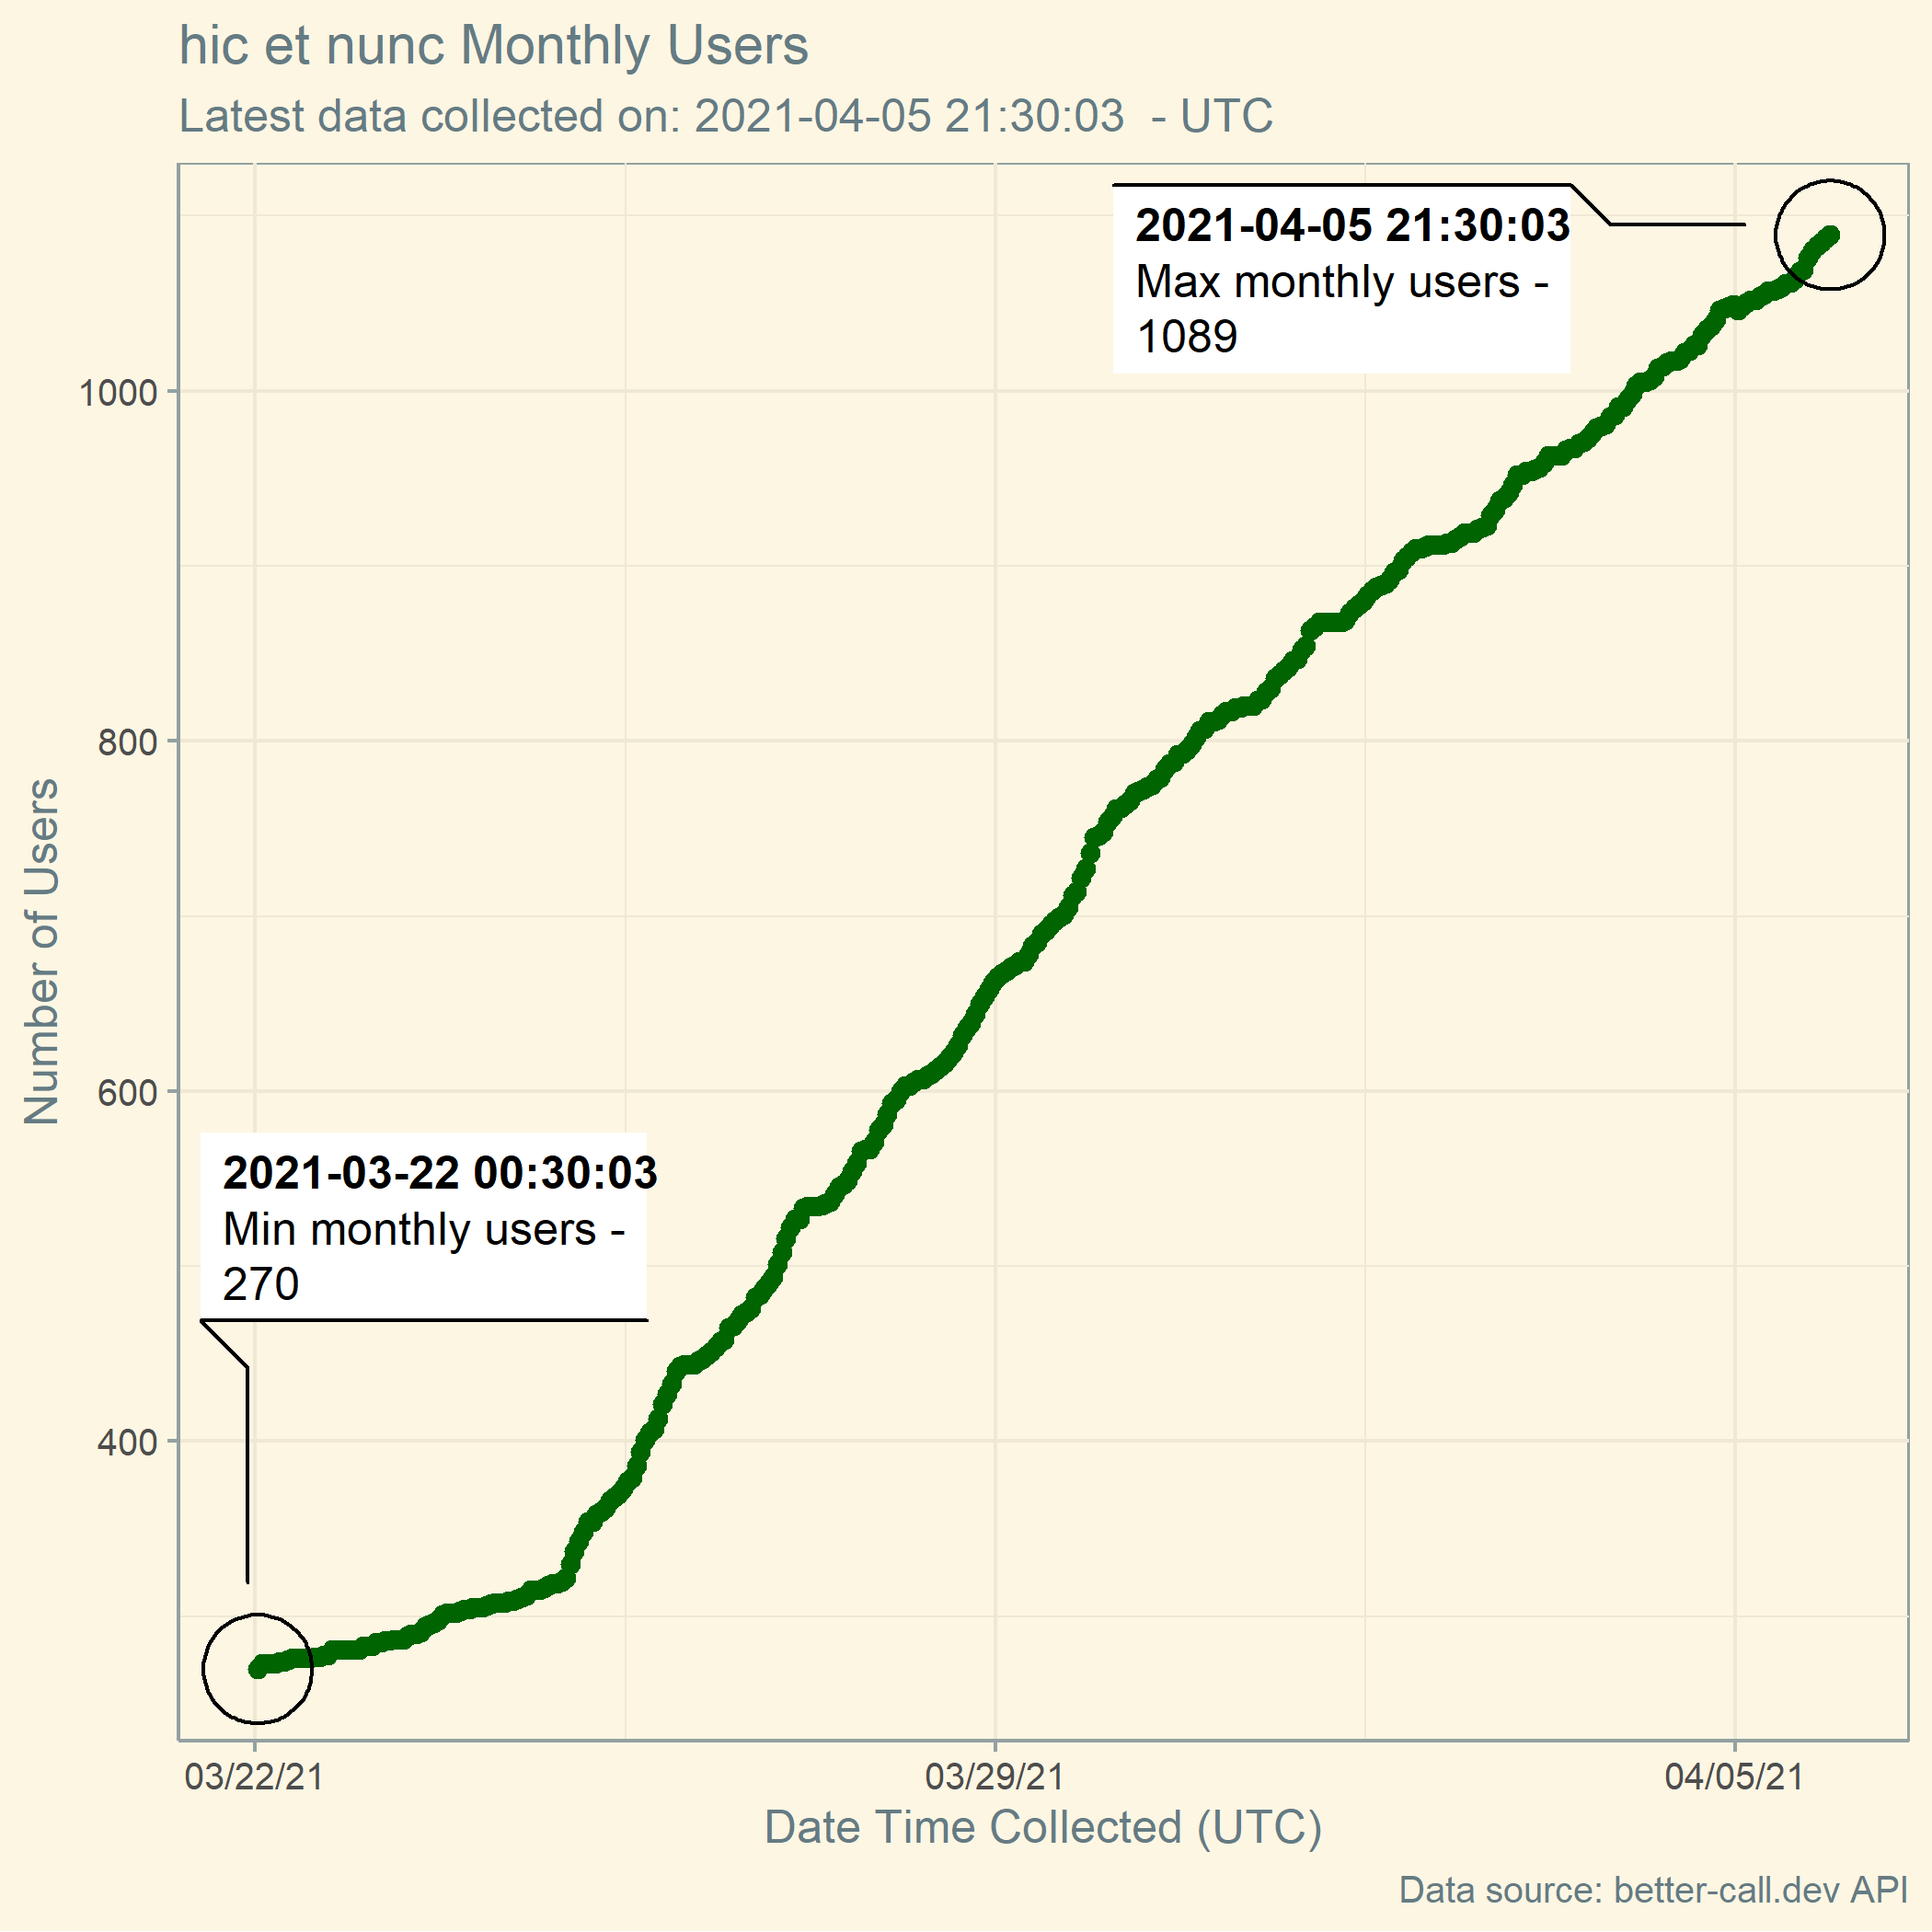 hic et nunc Monthly Users
Latest data collected on: 2021-04-05 21:30:03  - UTC
2021-04-05 21:30:03
Max monthly users -
1089
1000
800
600
400
Number of Users
2021-03-22 00:30:03
Min monthly users -
270
03/22/21
03/29/21
04/05/21
Date Time Collected (UTC)
Data source: better-call.dev API